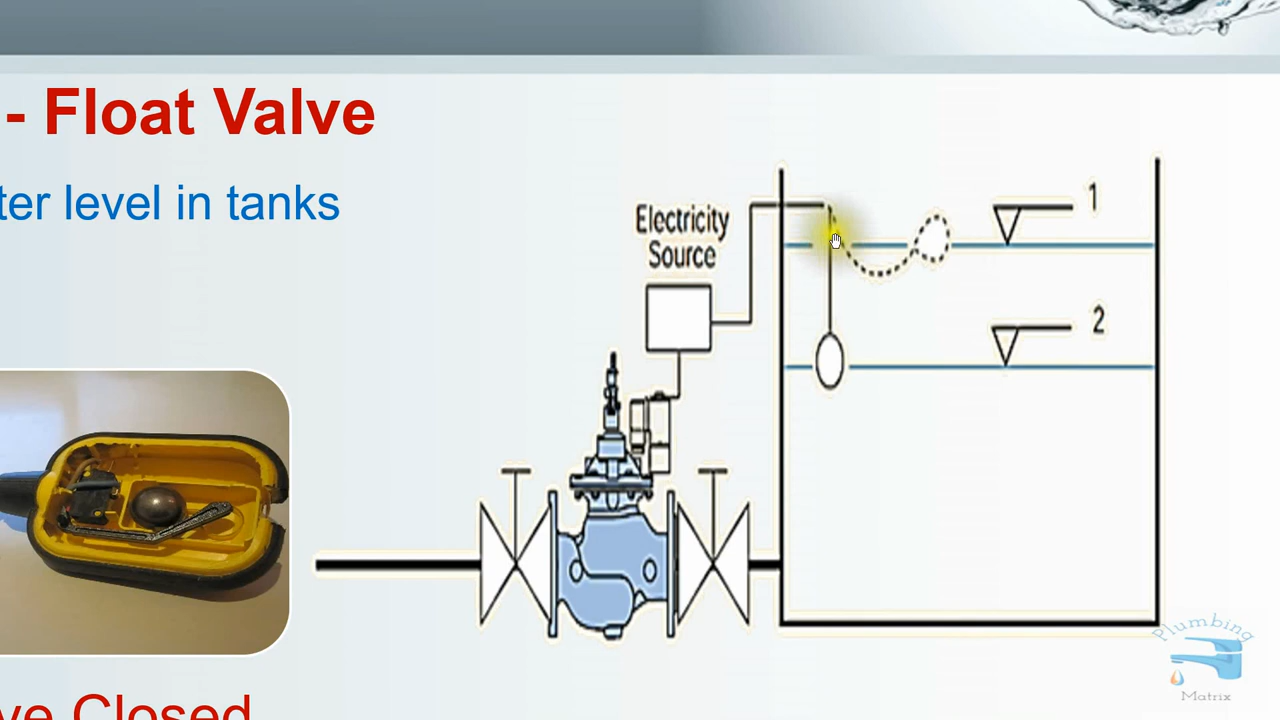 - Float Valve
ter level in tanks
Electricity
Source
1
2
ve Closed
Plumbing
Matrix